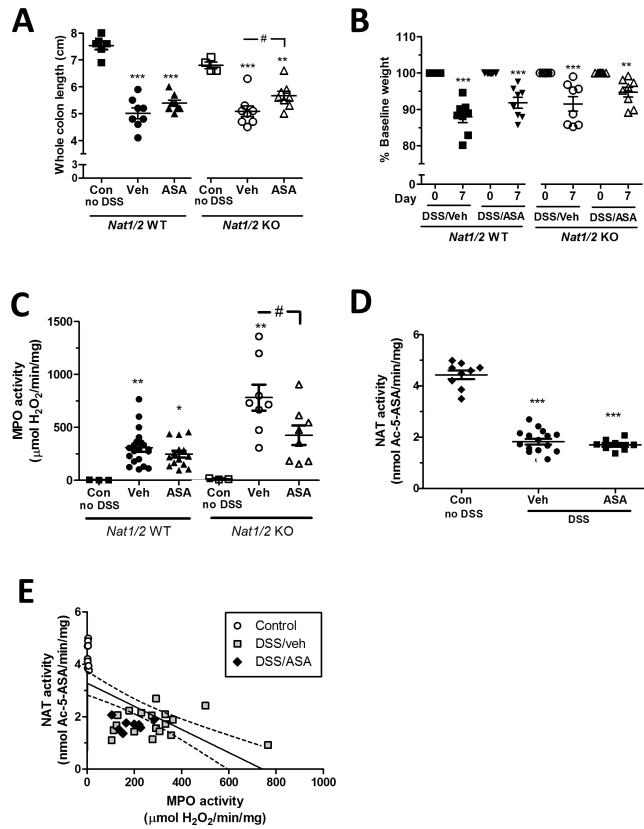 A
Whole colon length (cm)
8
7
6
5
4
3
0
***
***
#
***
**
Con
no DSS
Veh
ASA
Con
no DSS
Veh
ASA
Nat1/2 WT
Nat1/2 KO
B
% Baseline weight
110
100
90
80
0
***
***
***
**
Day
0
7
0
7
0
7
0
7
DSS/Veh
DSS/ASA
DSS/Veh
DSS/ASA
Nat1/2 WT
Nat1/2 KO
C
MPO activity
(μmol H₂O₂/min/mg)
1500
1000
500
0
**
*
**
#
Con
no DSS
Veh
ASA
Con
no DSS
Veh
ASA
Nat1/2 WT
Nat1/2 KO
D
NAT activity
(nmol Ac-5-ASA/min/mg)
6
4
2
0
***
***
Con
no DSS
Veh
ASA
DSS
E
NAT activity
(nmol Ac-5-ASA/min/mg)
6
4
2
0
Control
DSS/veh
DSS/ASA
0
200
400
600
800
1000
MPO activity
(μmol H₂O₂/min/mg)